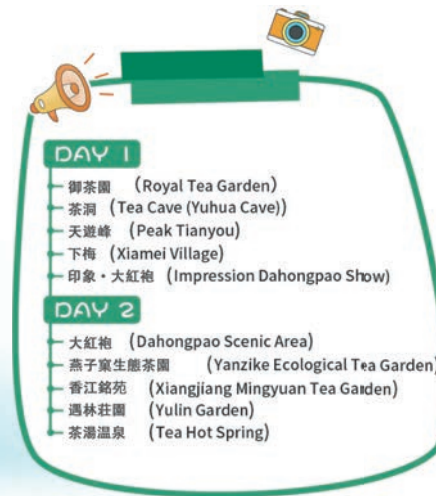 DAY 1
御茶園 (Royal Tea Garden)
茶洞 (Tea Cave (Yuhua Cave))
天遊峰 (Peak Tianyou)
下梅 (Xiamei Village)
印象・大紅袍 (Impression Dahongpao Show)
DAY 2
大紅袍 (Dahongpao Scenic Area)
燕子窠生態茶園 (Yanzike Ecological Tea Garden)
香江銘苑 (Xiangjiang Mingyuan Tea Garden)
遇林莊園 (Yulin Garden)
茶湯温泉 (Tea Hot Spring)